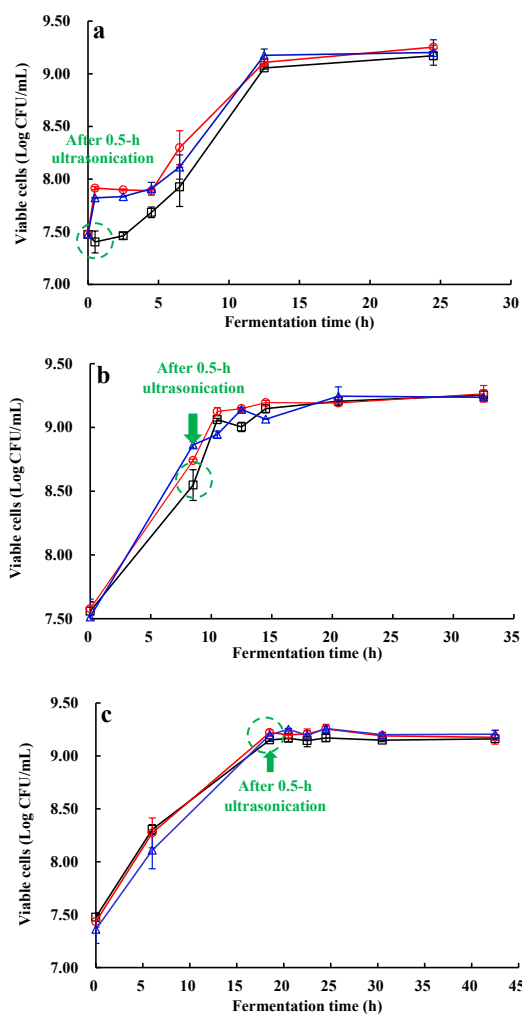 a
9.50
9.00
8.50
8.00
7.50
7.00
Viable cells (Log CFU/mL)
After 0.5-h
ultrasonication
0 5 10 15 20 25 30
Fermentation time (h)
b
9.50
9.00
8.50
8.00
7.50
Viable cells (Log CFU/mL)
After 0.5-h
ultrasonication
0 5 10 15 20 25 30 35
Fermentation time (h)
c
9.50
9.00
8.50
8.00
7.50
7.00
Viable cells (Log CFU/mL)
After 0.5-h
ultrasonication
0 5 10 15 20 25 30 35 40 45
Fermentation time (h)